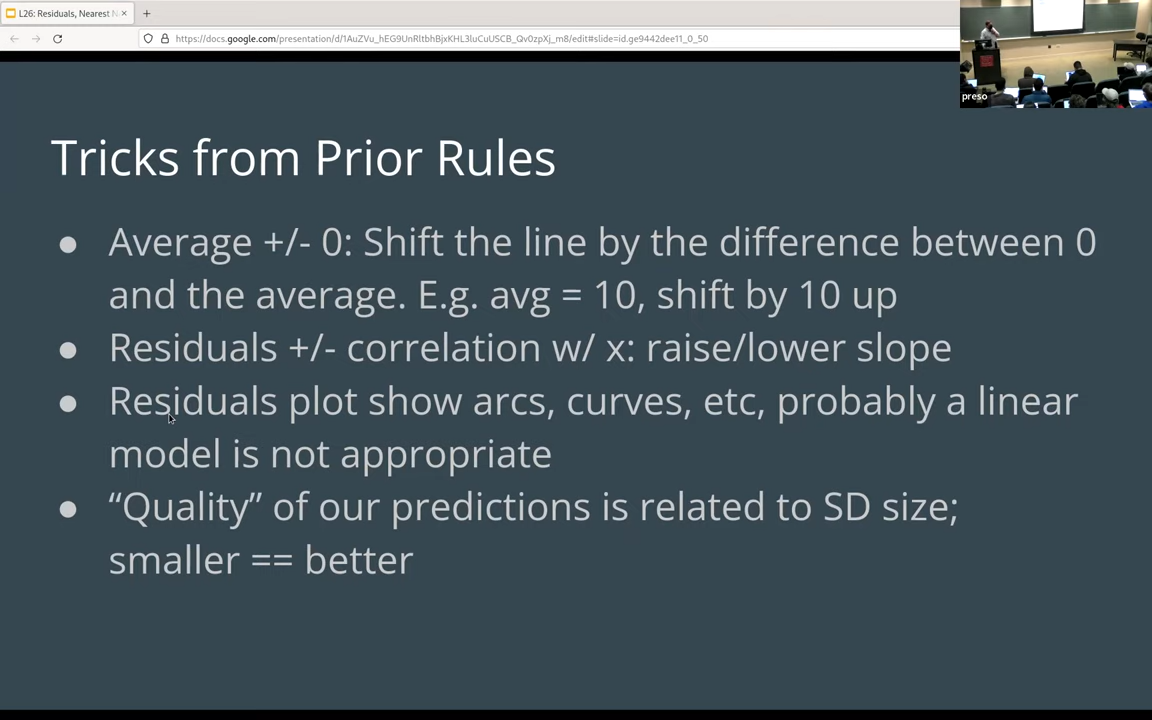 L26: Residuals, Nearest N
https://docs.google.com/presentation/d/1AuZVu_hEG9UnRltbhBjxKHL3luCuUSCB_Qv0zpXj_m8/edit#slide=id.ge9442dee11_0_50
preso
Tricks from Prior Rules
● Average +/- 0: Shift the line by the difference between 0
and the average. E.g. avg = 10, shift by 10 up
● Residuals +/- correlation w/ x: raise/lower slope
● Residuals plot show arcs, curves, etc, probably a linear
model is not appropriate
● “Quality” of our predictions is related to SD size;
smaller == better